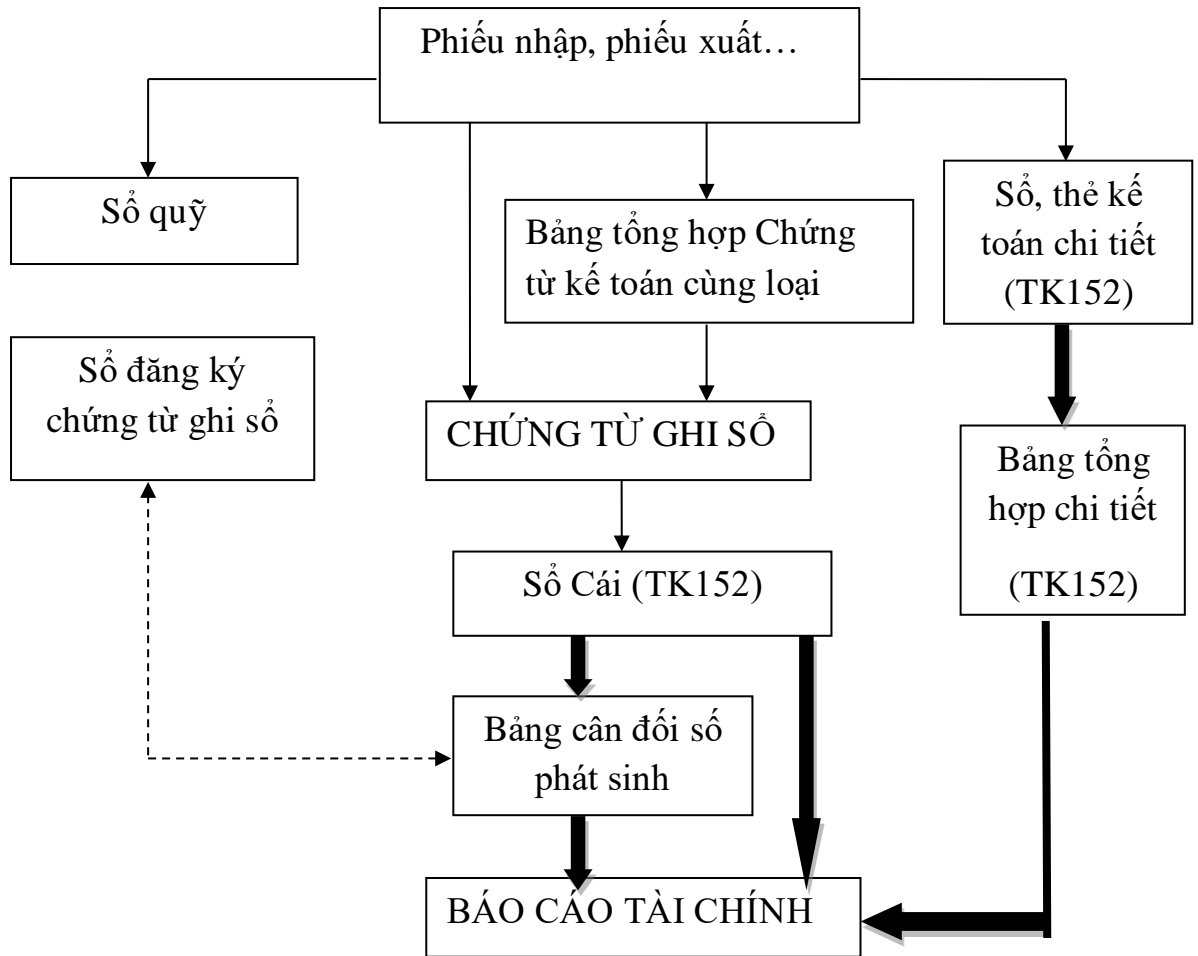 Phiếu nhập, phiếu xuất…
Sổ quỹ
Bảng tổng hợp Chứng
từ kế toán cùng loại
Sổ, thẻ kế
toán chi tiết
(TK152)
Sổ đăng ký
chứng từ ghi sổ
CHỨNG TỪ GHI SỔ
Bảng tổng
hợp chi tiết
(TK152)
Sổ Cái (TK152)
Bảng cân đối số
phát sinh
BÁO CÁO TÀI CHÍNH